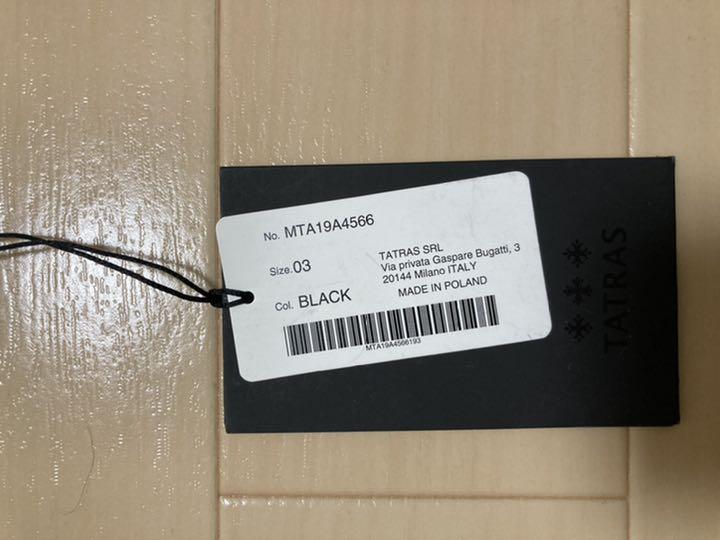 No. MTA19A4566
Size. 03
Col. BLACK
TATRAS SRL
Via privata Gaspare Bugatti, 3
20144 Milano ITALY
MADE IN POLAND
MTA19A4566193
TATRAS